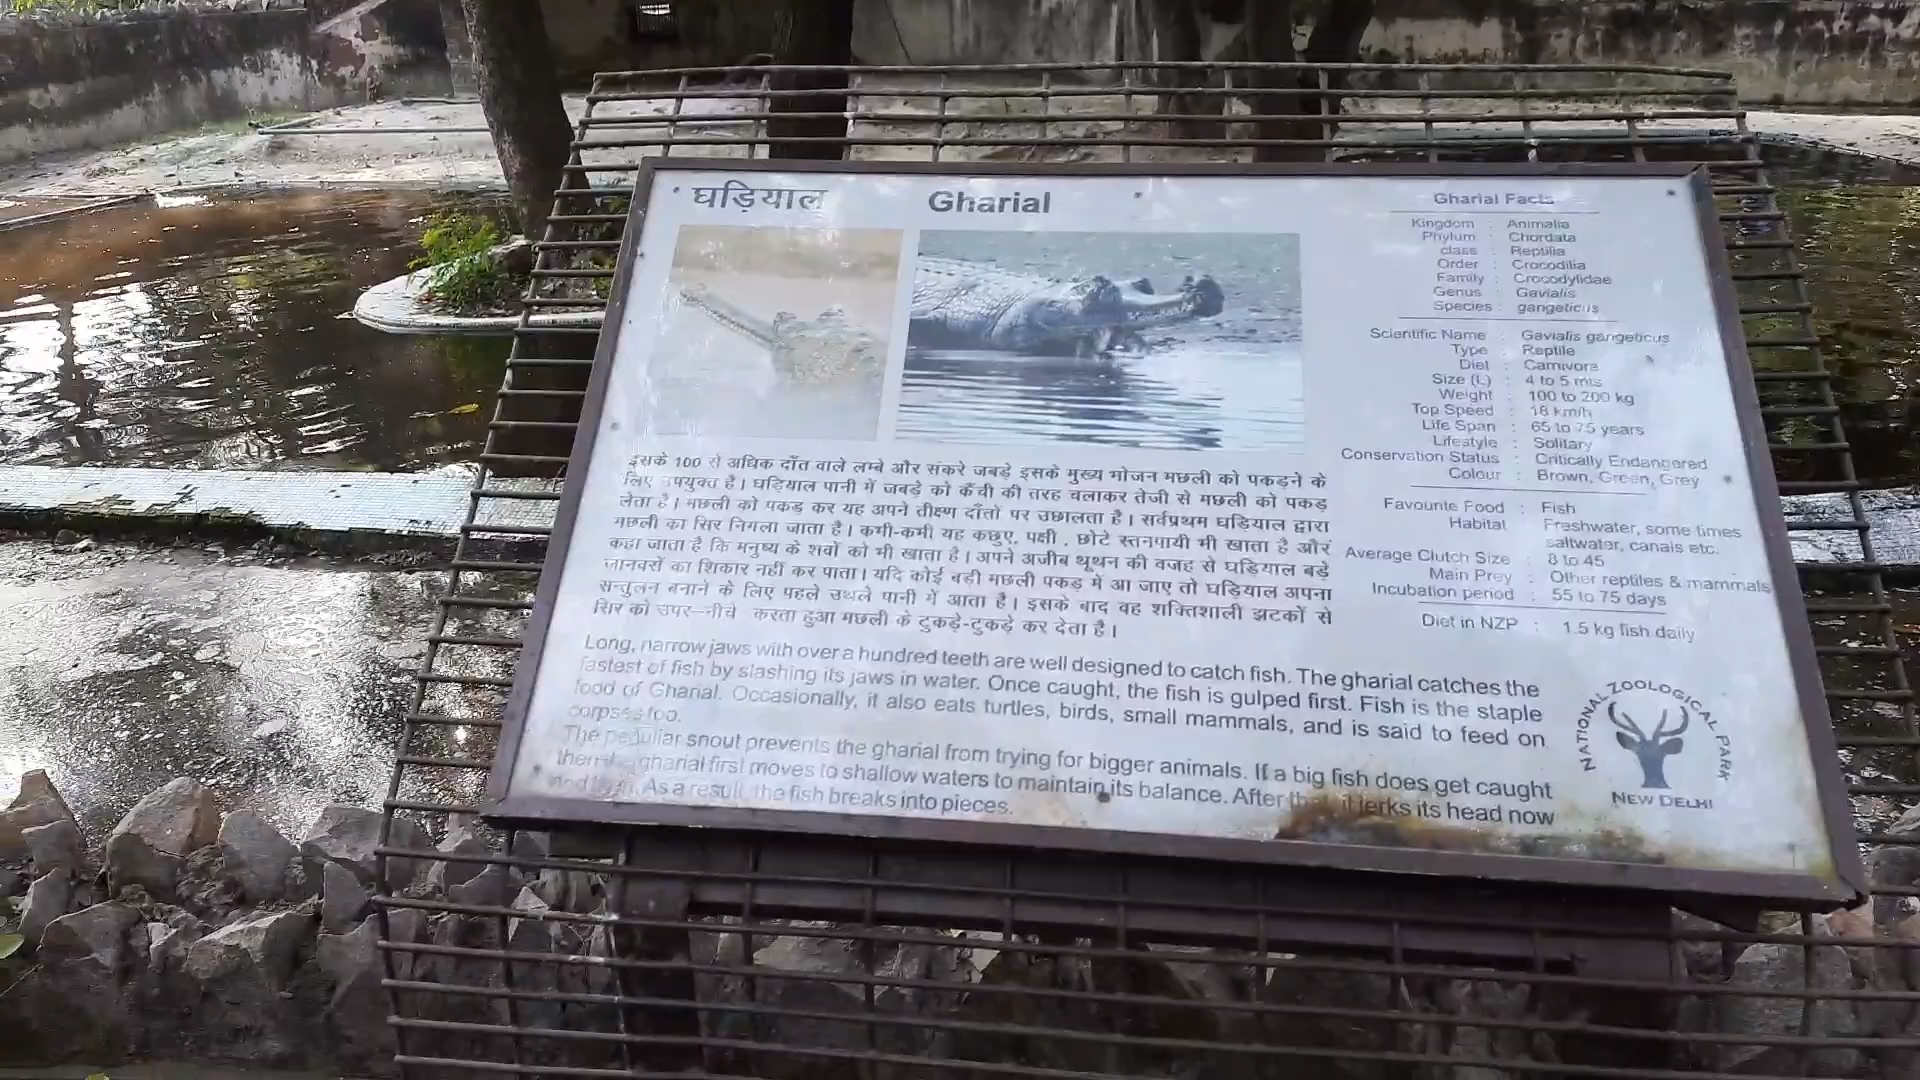 घड़ियाल
Gharial
इसके 100 से अधिक दाँत वाले लम्बे और संकरे जबड़े इसके मुख्य भोजन मछली को पकड़ने के
लिए उपयुक्त है। घड़ियाल पानी में जबड़े को कैंची की तरह चलाकर तेजी से मछली को पकड़
लेता है। मछली को पकड़ कर यह अपने तीक्ष्ण दाँतों पर उछालता है। सर्वप्रथम घड़ियाल द्वारा
मछली का सिर निगला जाता है। कभी-कभी यह कछुए, पक्षी , छोटे स्तनपायी भी खाता है और
कहा जाता है कि मनुष्य के शवों को भी खाता है। अपने अजीब थूथन की वजह से घड़ियाल बड़े
जानवरों का शिकार नहीं कर पाता। यदि कोई बड़ी मछली पकड़ में आ जाए तो घड़ियाल अपना
सन्तुलन बनाने के लिए पहले उथले पानी में आता है। इसके बाद वह शक्तिशाली झटकों से
सिर को उपर–नीचे करता हुआ मछली के टुकड़े-टुकड़े कर देता है।
Long, narrow jaws with over a hundred teeth are well designed to catch fish. The gharial catches the
fastest of fish by slashing its jaws in water. Once caught, the fish is gulped first. Fish is the staple
food of Gharial. Occasionally, it also eats turtles, birds, small mammals, and is said to feed on
corpses too.
The peculiar snout prevents the gharial from trying for bigger animals. If a big fish does get caught
gharial first moves to shallow waters to maintain its balance. After that, it jerks its head now
and then. As a result, the fish breaks into pieces.
Gharial Facts
Kingdom : Animalia
Phylum : Chordata
class : Reptilia
Order : Crocodilia
Family : Crocodylidae
Genus : Gavialis
Species : gangeticus
Scientific Name : Gavialis gangeticus
Type : Reptile
Diet : Carnivore
Size (L) : 4 to 5 mts
Weight : 100 to 200 kg
Top Speed : 18 km/h
Life Span : 65 to 75 years
Lifestyle : Solitary
Conservation Status : Critically Endangered
Colour : Brown, Green, Grey
Favourite Food : Fish
Habitat : Freshwater, some times
saltwater, canals etc.
Average Clutch Size : 8 to 45
Main Prey : Other reptiles & mammals
Incubation period : 55 to 75 days
Diet in NZP : 1.5 kg fish daily
NATIONAL ZOOLOGICAL PARK
NEW DELHI